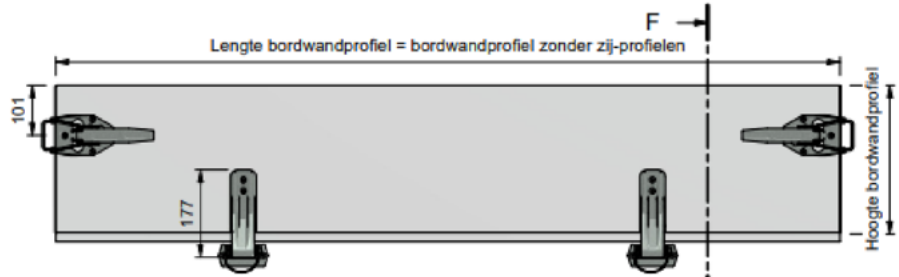 F
Lengte bordwandprofiel = bordwandprofiel zonder zij-profielen
101
Hoogte bordwandprofiel
177